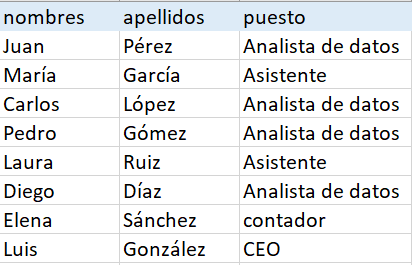 nombres apellidos puesto
Juan Pérez Analista de datos
María García Asistente
Carlos López Analista de datos
Pedro Gómez Analista de datos
Laura Ruiz Asistente
Diego Díaz Analista de datos
Elena Sánchez contador
Luis González CEO